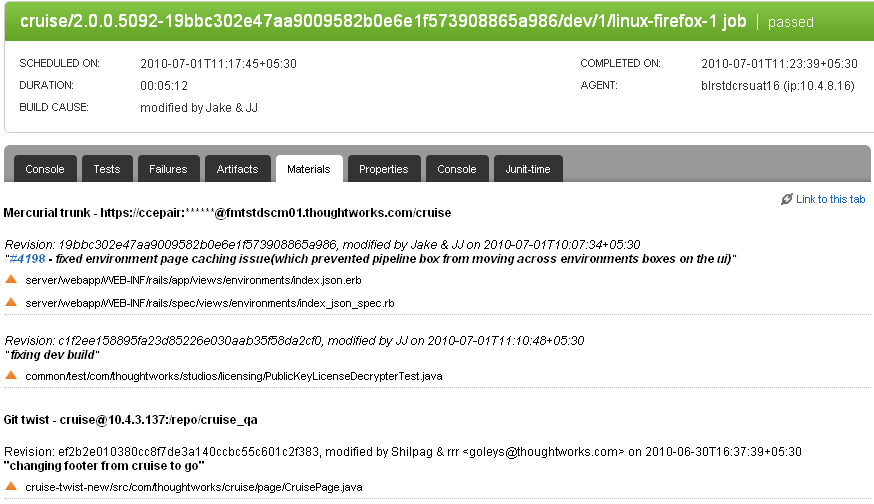 cruise/2.0.0.5092-19bbc302e47aa9009582b0e6e1f573908865a986/dev/1/linux-firefox-1 job | passed
SCHEDULED ON: 2010-07-01T11:17:45+05:30 COMPLETED ON: 2010-07-01T11:23:39+05:30
DURATION: 00:05:12 AGENT: blrstdcrsuat16 (ip:10.4.8.16)
BUILD CAUSE: modified by Jake & JJ
Console Tests Failures Artifacts Materials Properties Console Junit-time
Link to this tab
Mercurial trunk - https://ccepair:******@fmtstdscm01.thoughtworks.com/cruise
Revision: 19bbc302e47aa9009582b0e6e1f573908865a986, modified by Jake & JJ on 2010-07-01T10:07:34+05:30
"#4198 - fixed environment page caching issue(which prevented pipeline box from moving across environments boxes on the ui)"
server/webapp/WEB-INF/rails/app/views/environments/index.json.erb
server/webapp/WEB-INF/rails/spec/views/environments/index_json_spec.rb
Revision: c1f2ee158895fa23d85226e030aab35f58da2cf0, modified by JJ on 2010-07-01T11:10:48+05:30
"fixing dev build"
common/test/com/thoughtworks/studios/licensing/PublicKeyLicenseDecrypterTest.java
Git twist - cruise@10.4.3.137:/repo/cruise_qa
Revision: ef2b2e010380cc8f7de3a140ccbc55c601c2f383, modified by Shilpag & rrr <goleys@thoughtworks.com> on 2010-06-30T16:37:39+05:30
"changing footer from cruise to go"
cruise-twist-new/src/com/thoughtworks/cruise/page/CruisePage.java